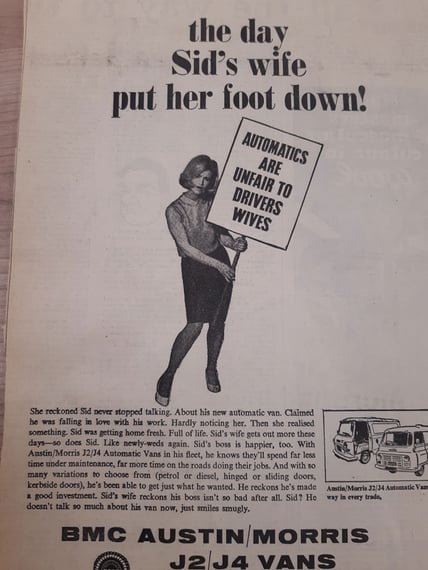 the day
Sid's wife
put her foot down!
AUTOMATICS
ARE
UNFAIR TO
DRIVERS
WIVES
She reckoned Sid never stopped talking. About his new automatic van. Claimed
he was falling in love with his work. Hardly noticing her. Then she realised
something. Sid was getting home fresh. Full of life. Sid's wife gets out more these
days—so does Sid. Like newly-weds again. Sid's boss is happier, too. With
Austin/Morris J2/J4 Automatic Vans in his fleet, he knows they'll spend far less
time under maintenance, far more time on the roads doing their jobs. And with so
many variations to choose from (petrol or diesel, hinged or sliding doors,
kerbside doors), he's been able to get just what he wanted. He reckons he's made
a good investment. Sid's wife reckons his boss isn't so bad after all. Sid? He
doesn't talk so much about his van now, just smiles smugly.
Austin/Morris J2/J4 Automatic Van
way in every trade,
BMC AUSTIN/MORRIS
J2/J4 VANS